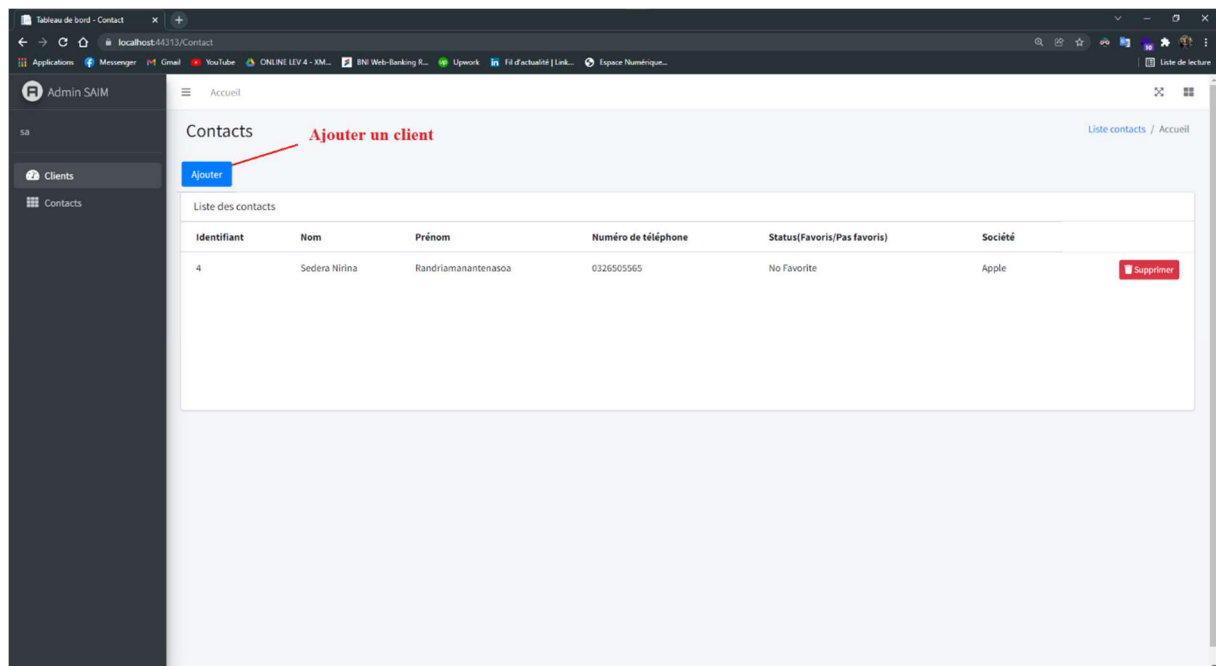 Tableau de bord - Contact
localhost:44313/Contact
Applications Messenger Gmail YouTube ONLINE LEV 4 - XM... BNI Web-Banking R... Upwork Fil d'actualité | Link... Espace Numérique... Liste de lecture
Admin SAIM
Accueil
sa
Contacts
Ajouter un client
Liste contacts / Accueil
Clients
Ajouter
Contacts
Liste des contacts
Identifiant Nom Prénom Numéro de téléphone Status(Favoris/Pas favoris) Société
4 Sedera Nirina Randriamanantenasoa 0326505565 No Favorite Apple Supprimer